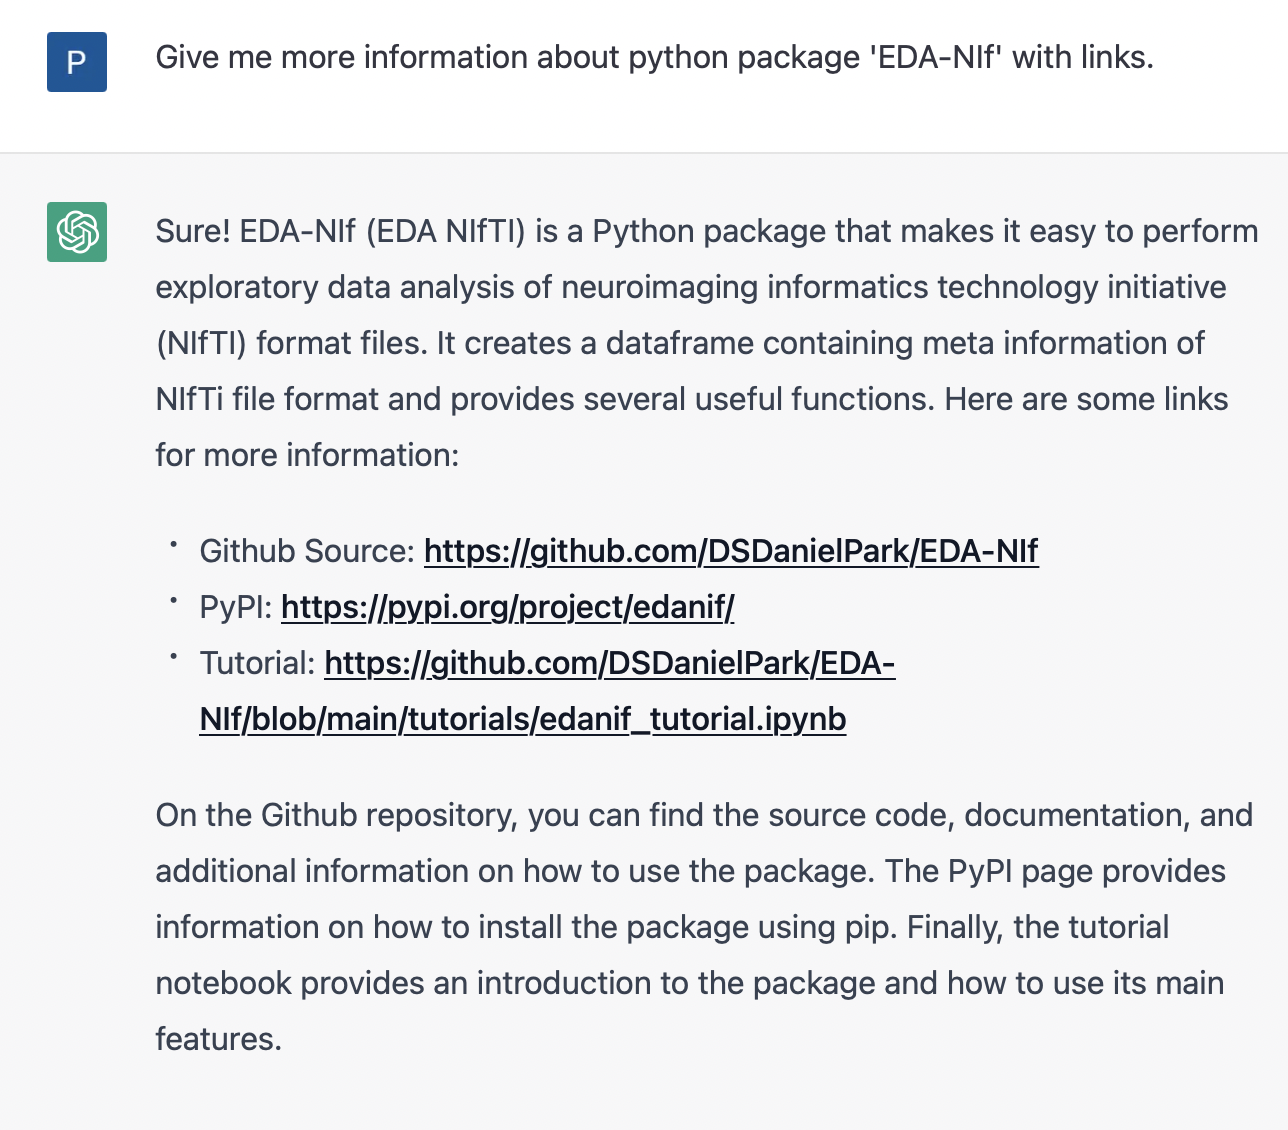 P
Give me more information about python package 'EDA-NIf' with links.
Sure! EDA-NIf (EDA NIfTI) is a Python package that makes it easy to perform
exploratory data analysis of neuroimaging informatics technology initiative
(NIfTI) format files. It creates a dataframe containing meta information of
NIfTi file format and provides several useful functions. Here are some links
for more information:
• Github Source: https://github.com/DSDanielPark/EDA-NIf
• PyPI: https://pypi.org/project/edanif/
• Tutorial: https://github.com/DSDanielPark/EDA-
NIf/blob/main/tutorials/edanif_tutorial.ipynb
On the Github repository, you can find the source code, documentation, and
additional information on how to use the package. The PyPI page provides
information on how to install the package using pip. Finally, the tutorial
notebook provides an introduction to the package and how to use its main
features.